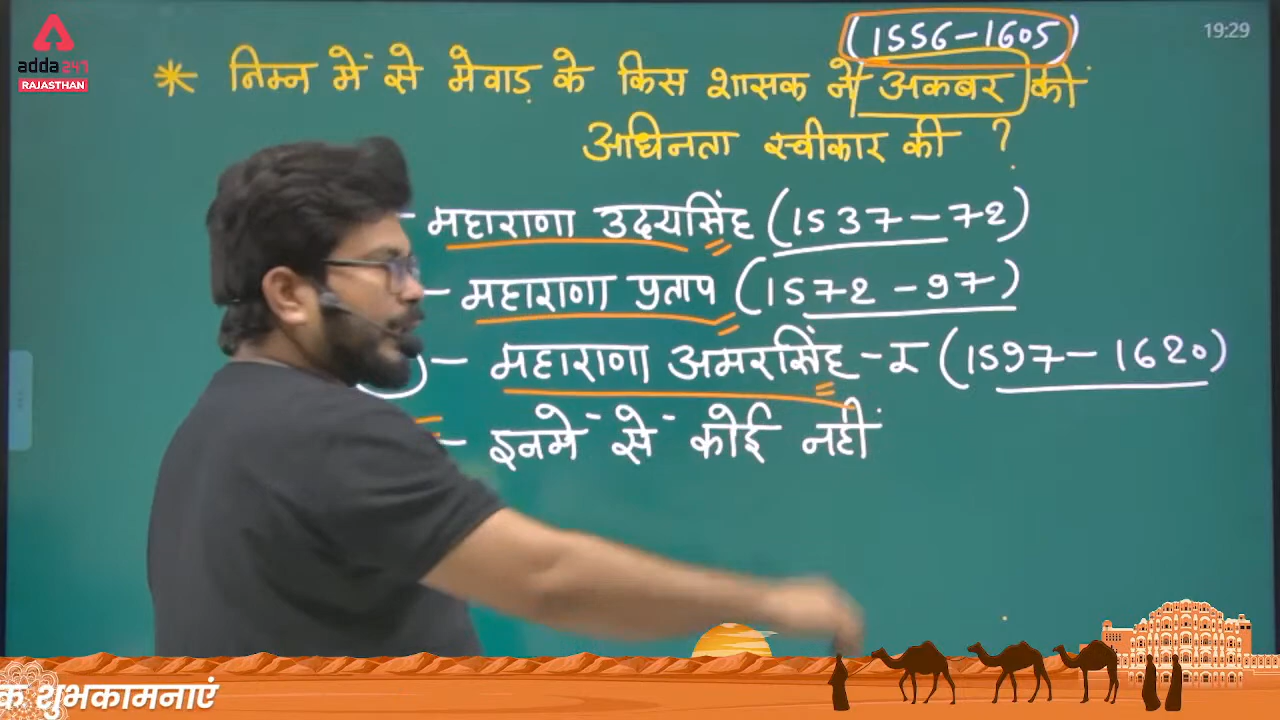 adda 247
RAJASTHAN
19:29
(1556-1605)
* निम्न में से मेवाड़ के किस शासक ने अकबर की
अधिनता स्वीकार की ?
- महाराणा उदयसिंह (1537-72)
- महाराणा प्रताप (1572-97)
- महाराणा अमरसिंह-I (1597-1620)
- इनमें से कोई नहीं
क शुभकामनाएं